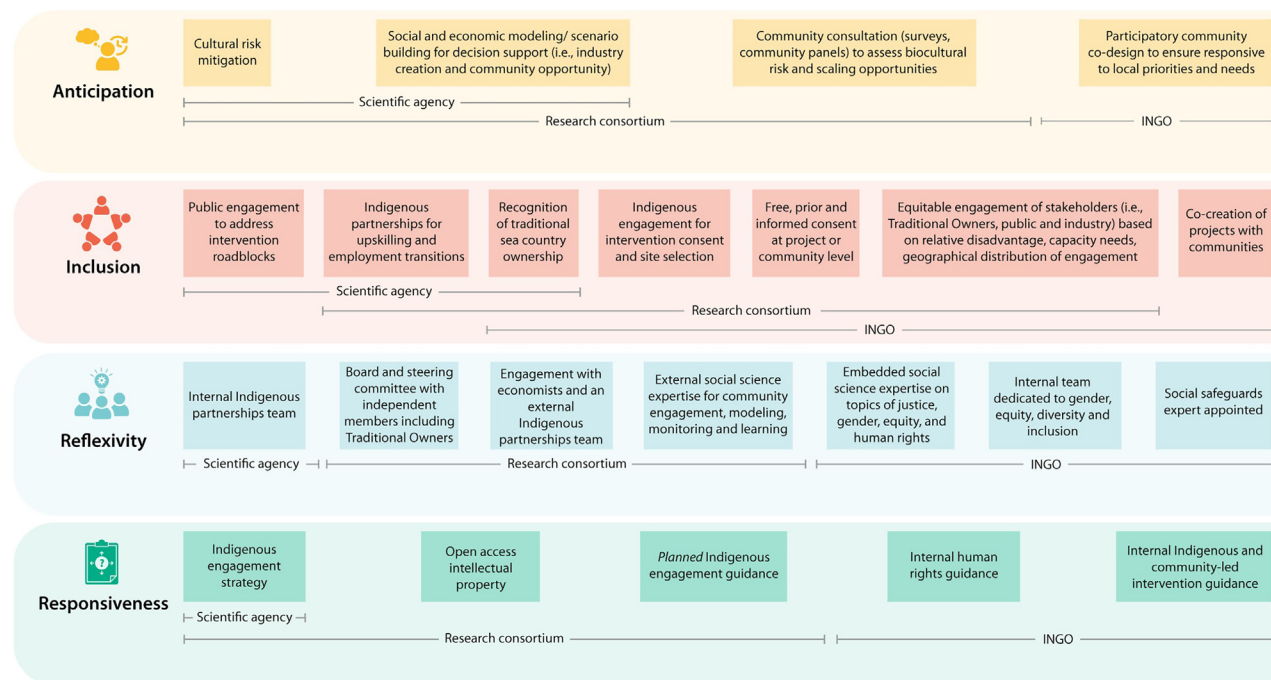 Anticipation
Cultural risk
mitigation
Social and economic modeling/ scenario
building for decision support (i.e., industry
creation and community opportunity)
Community consultation (surveys,
community panels) to assess biocultural
risk and scaling opportunities
Participatory community
co-design to ensure responsive
to local priorities and needs
Scientific agency
Research consortium
INGO
Inclusion
Public engagement
to address
intervention
roadblocks
Indigenous
partnerships for
upskilling and
employment transitions
Recognition
of traditional
sea country
ownership
Indigenous
engagement for
intervention consent
and site selection
Free, prior and
informed consent
at project or
community level
Equitable engagement of stakeholders (i.e.,
Traditional Owners, public and industry) based
on relative disadvantage, capacity needs,
geographical distribution of engagement
Co-creation of
projects with
communities
Scientific agency
Research consortium
INGO
Reflexivity
Internal Indigenous
partnerships team
Board and steering
committee with
independent
members including
Traditional Owners
Engagement with
economists and an
external
Indigenous
partnerships team
External social science
expertise for community
engagement, modeling,
monitoring and learning
Embedded social
science expertise on
topics of justice,
gender, equity, and
human rights
Internal team
dedicated to gender,
equity, diversity and
inclusion
Social safeguards
expert appointed
Scientific agency
Research consortium
INGO
Responsiveness
?
Indigenous
engagement
strategy
Open access
intellectual
property
Planned Indigenous
engagement guidance
Internal human
rights guidance
Internal Indigenous and
community-led
intervention guidance
Scientific agency
Research consortium
INGO